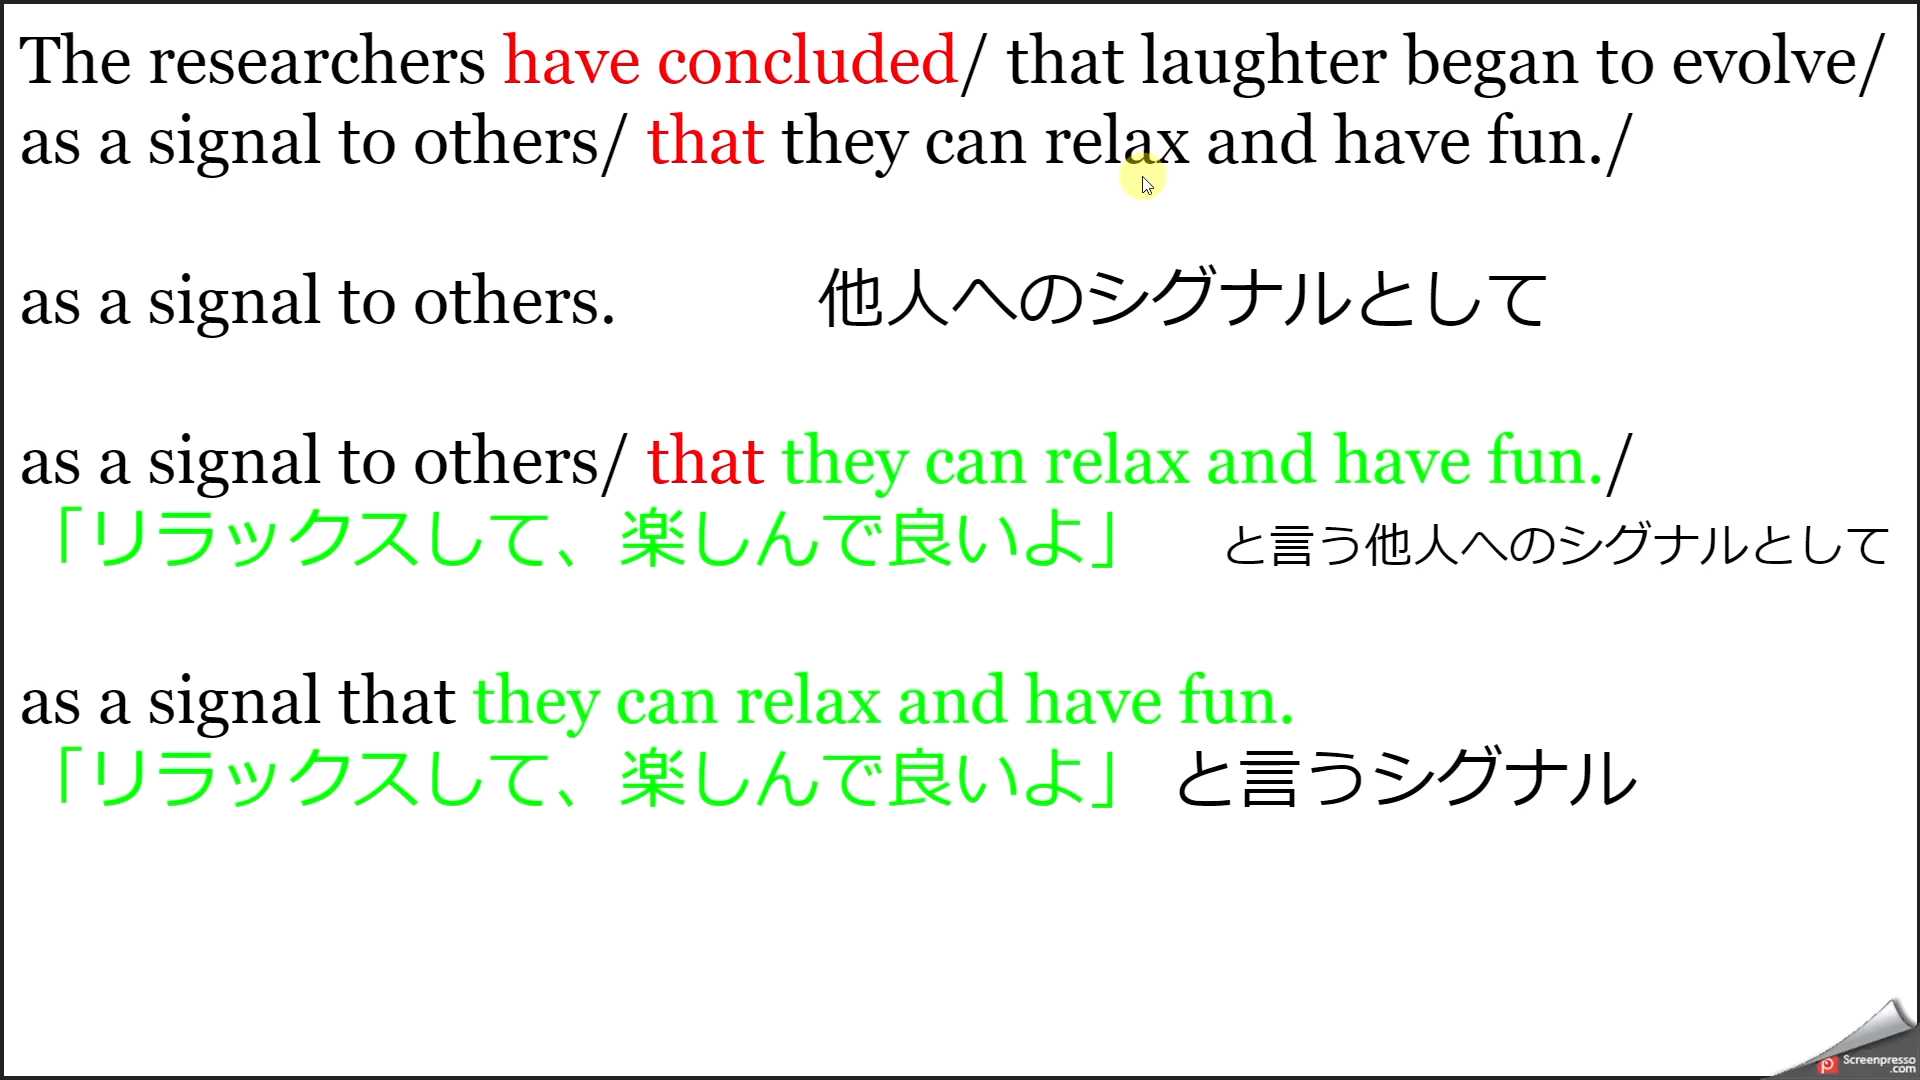 The researchers have concluded/ that laughter began to evolve/
as a signal to others/ that they can relax and have fun./
as a signal to others. 他人へのシグナルとして
as a signal to others/ that they can relax and have fun./
「リラックスして、楽しんで良いよ」 と言う他人へのシグナルとして
as a signal that they can relax and have fun.
「リラックスして、楽しんで良いよ」 と言うシグナル
Screenpresso
.com